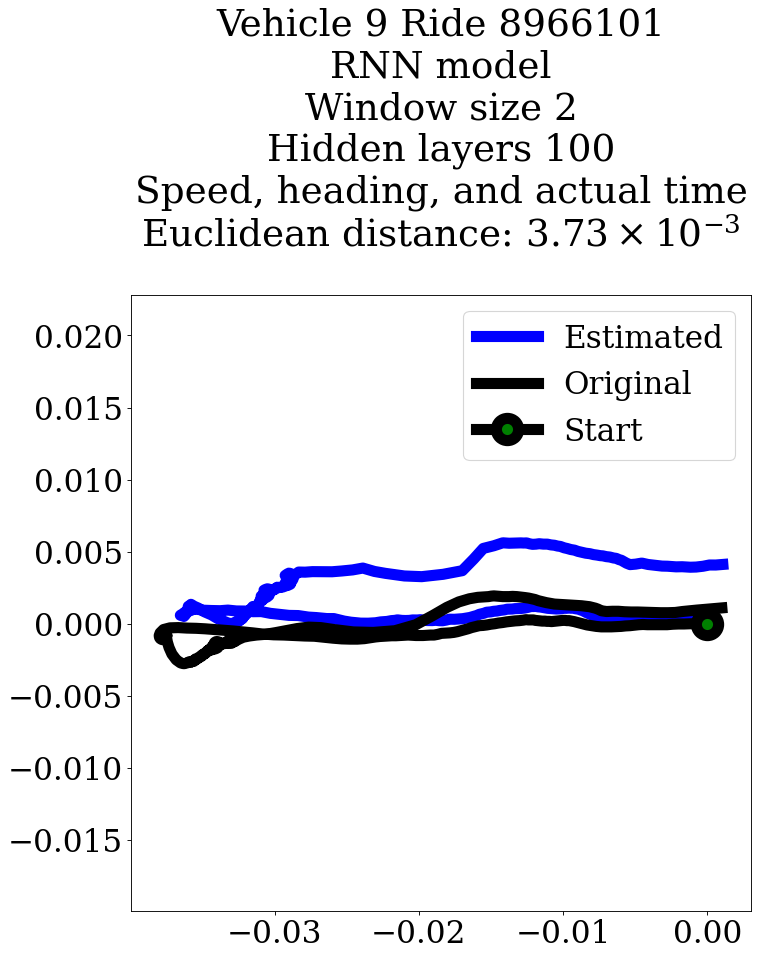 Vehicle 9 Ride 8966101
RNN model
Window size 2
Hidden layers 100
Speed, heading, and actual time
Euclidean distance: 3.73 × 10⁻³
Estimated
Original
Start
0.020
0.015
0.010
0.005
0.000
−0.005
−0.010
−0.015
−0.03
−0.02
−0.01
0.00